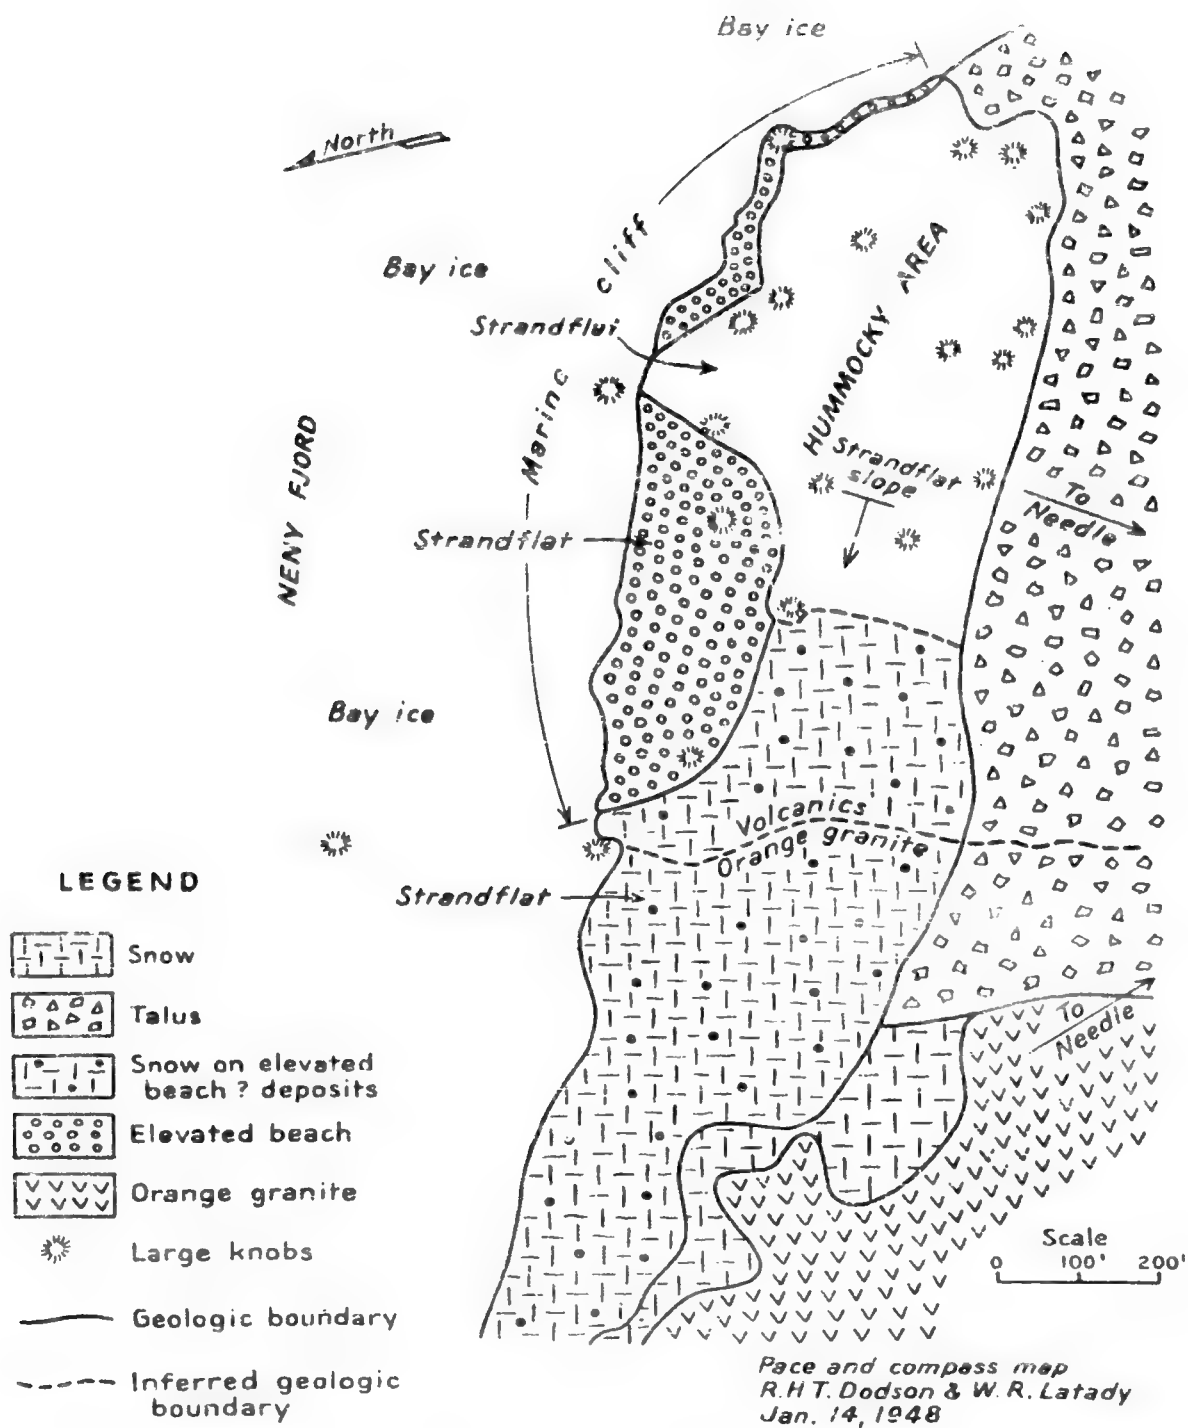 Bay ice
North
cliff
Bay ice
HUMMOCKY AREA
Strandflat
Marine
NENY FJORD
Strandflat
slope
To
Needle
Strandflat
Bay ice
Volcanics
Orange granite
Strandflat
To
Needle
LEGEND
Snow
Talus
Snow on elevated
beach ? deposits
Elevated beach
Orange granite
Large knobs
Geologic boundary
Inferred geologic
boundary
Scale
0 100' 200'
Pace and compass map
R.H T. Dodson & W. R. Latady
Jan. 14, 1948